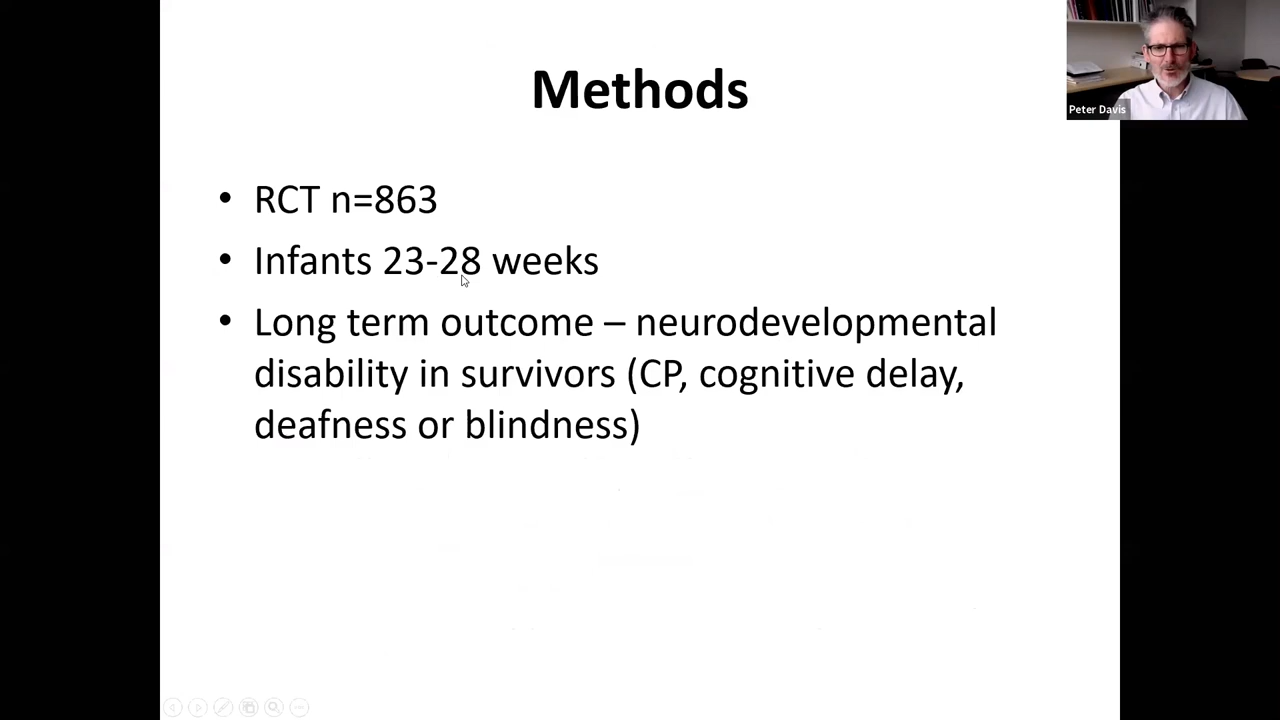 Methods
Peter Davis
• RCT n=863
• Infants 23-28 weeks
• Long term outcome – neurodevelopmental
disability in survivors (CP, cognitive delay,
deafness or blindness)